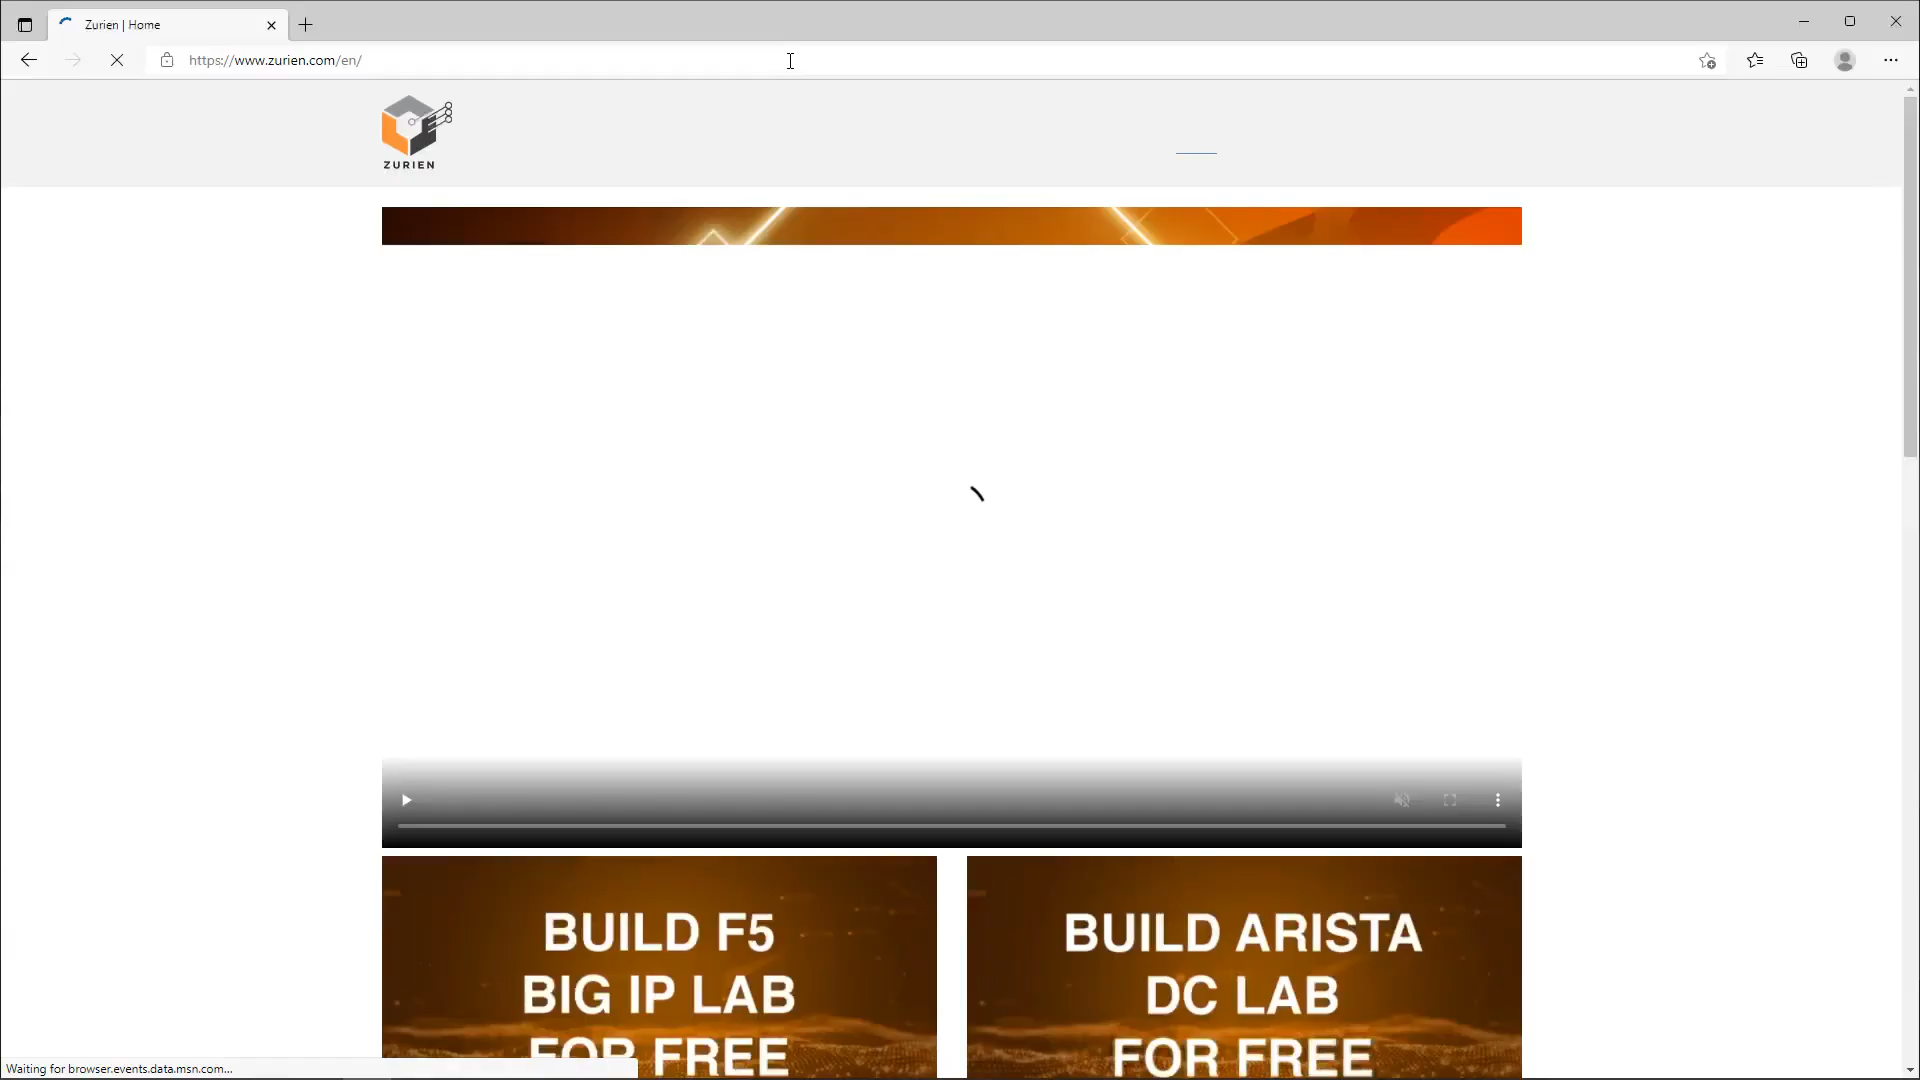 Zurien | Home
https://www.zurien.com/en/
ZURIEN
BUILD F5
BIG IP LAB
FOR FREE
BUILD ARISTA
DC LAB
FOR FREE
Waiting for browser.events.data.msn.com...